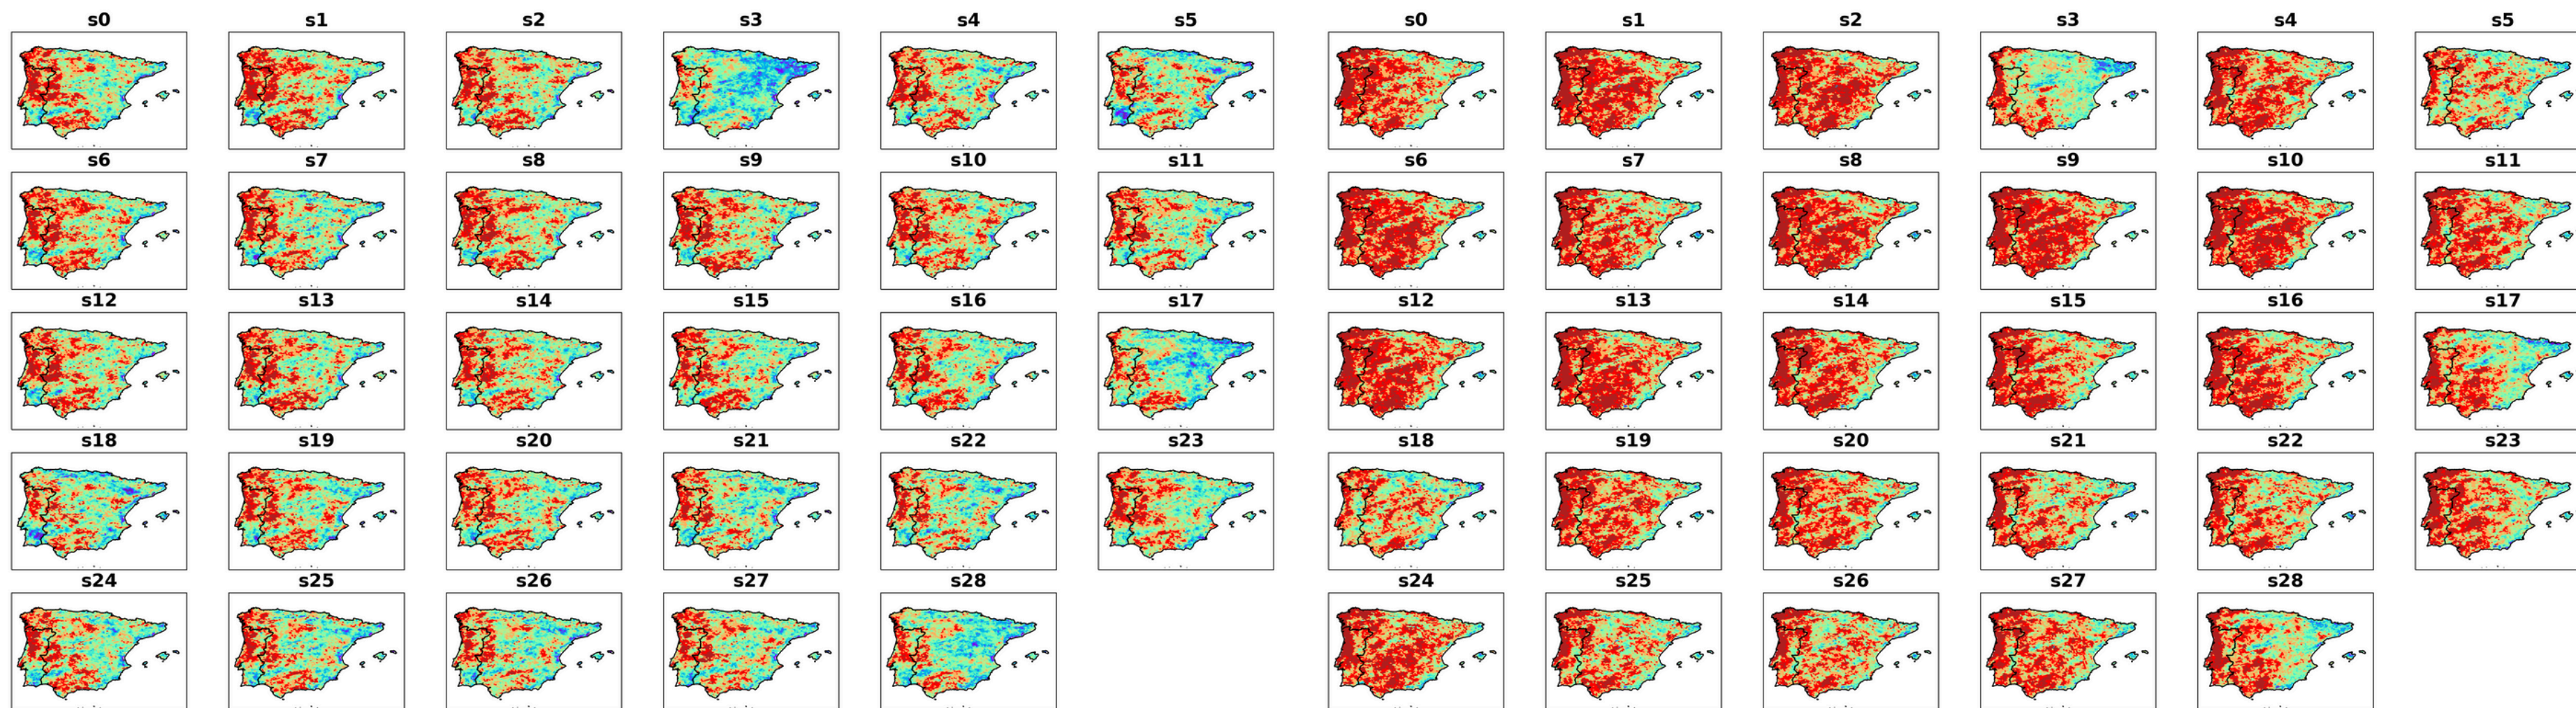 s0 s1 s2 s3 s4 s5 s0 s1 s2 s3 s4 s5
s6 s7 s8 s9 s10 s11 s6 s7 s8 s9 s10 s11
s12 s13 s14 s15 s16 s17 s12 s13 s14 s15 s16 s17
s18 s19 s20 s21 s22 s23 s18 s19 s20 s21 s22 s23
s24 s25 s26 s27 s28 s24 s25 s26 s27 s28